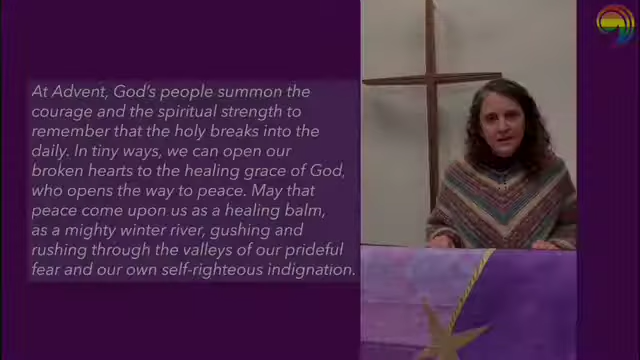 At Advent, God's people summon the
courage and the spiritual strength to
remember that the holy breaks into the
daily. In tiny ways, we can open our
broken hearts to the healing grace of God,
who opens the way to peace. May that
peace come upon us as a healing balm,
as a mighty winter river, gushing and
rushing through the valleys of our prideful
fear and our own self-righteous indignation.